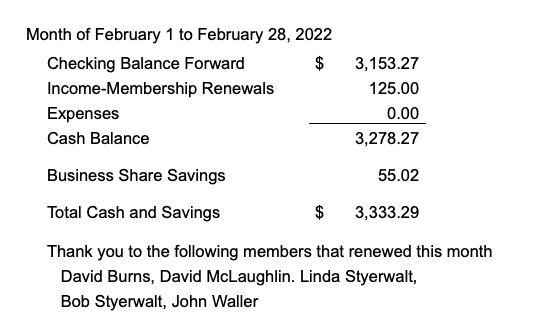 Month of February 1 to February 28, 2022
Checking Balance Forward $ 3,153.27
Income-Membership Renewals 125.00
Expenses 0.00
Cash Balance 3,278.27
Business Share Savings 55.02
Total Cash and Savings $ 3,333.29
Thank you to the following members that renewed this month
David Burns, David McLaughlin. Linda Styerwalt,
Bob Styerwalt, John Waller